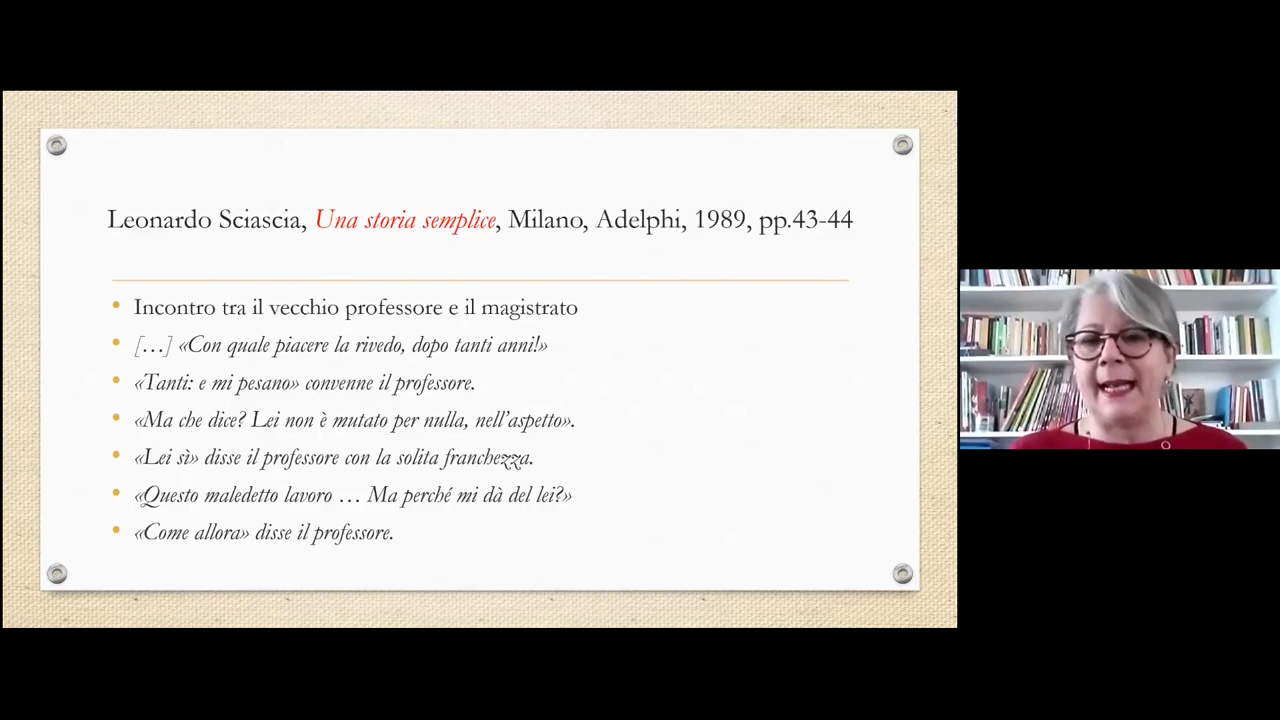 Leonardo Sciascia, Una storia semplice, Milano, Adelphi, 1989, pp.43-44
• Incontro tra il vecchio professore e il magistrato
• […] «Con quale piacere la rivedo, dopo tanti anni!»
• «Tanti: e mi pesano» convenne il professore.
• «Ma che dice? Lei non è mutato per nulla, nell’aspetto».
• «Lei sì» disse il professore con la solita franchezza.
• «Questo maledetto lavoro … Ma perché mi dà del lei?»
• «Come allora» disse il professore.